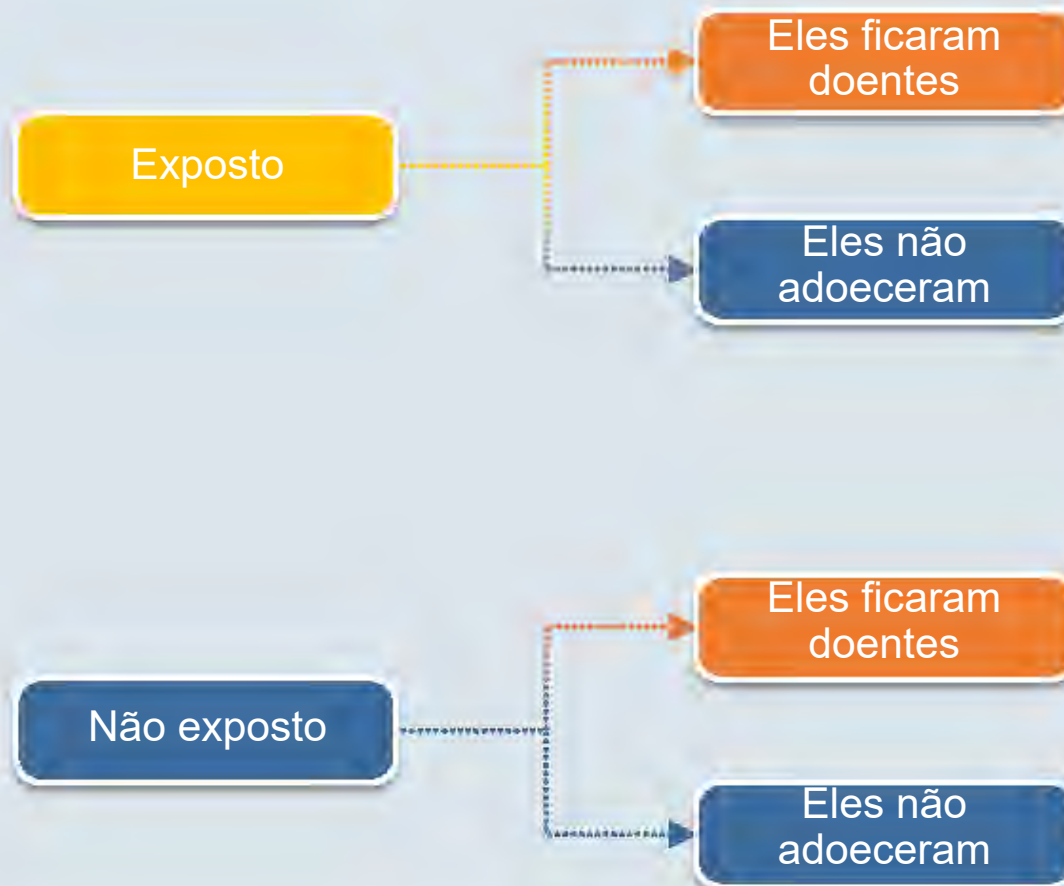 Eles ficaram
doentes
Exposto
Eles não
adoeceram
Eles ficaram
doentes
Não exposto
Eles não
adoeceram